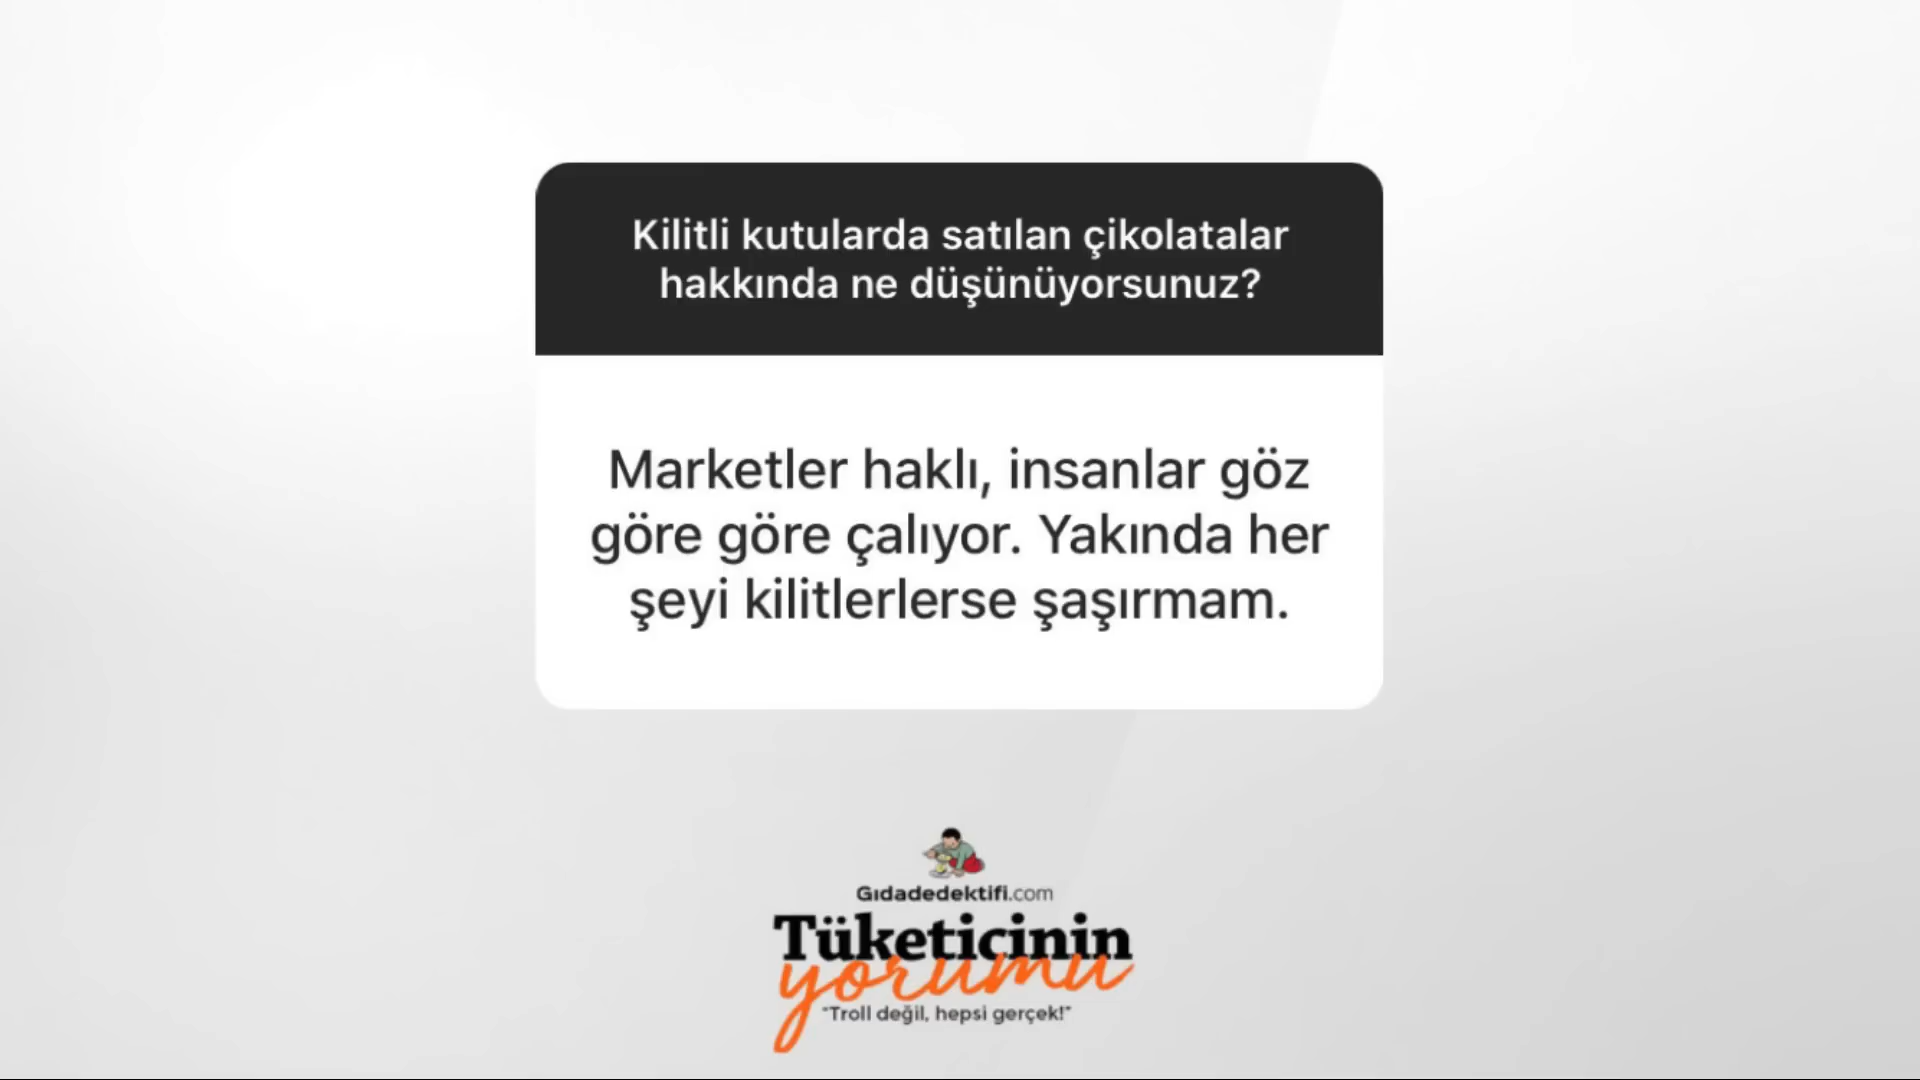 Kilitli kutularda satılan çikolatalar
hakkında ne düşünüyorsunuz?
Marketler haklı, insanlar göz
göre göre çalıyor. Yakında her
şeyi kilitlerlerse şaşırmam.
Gıdadedektifi.com
Tüketicinin
yorumu
"Troll değil, hepsi gerçek!"